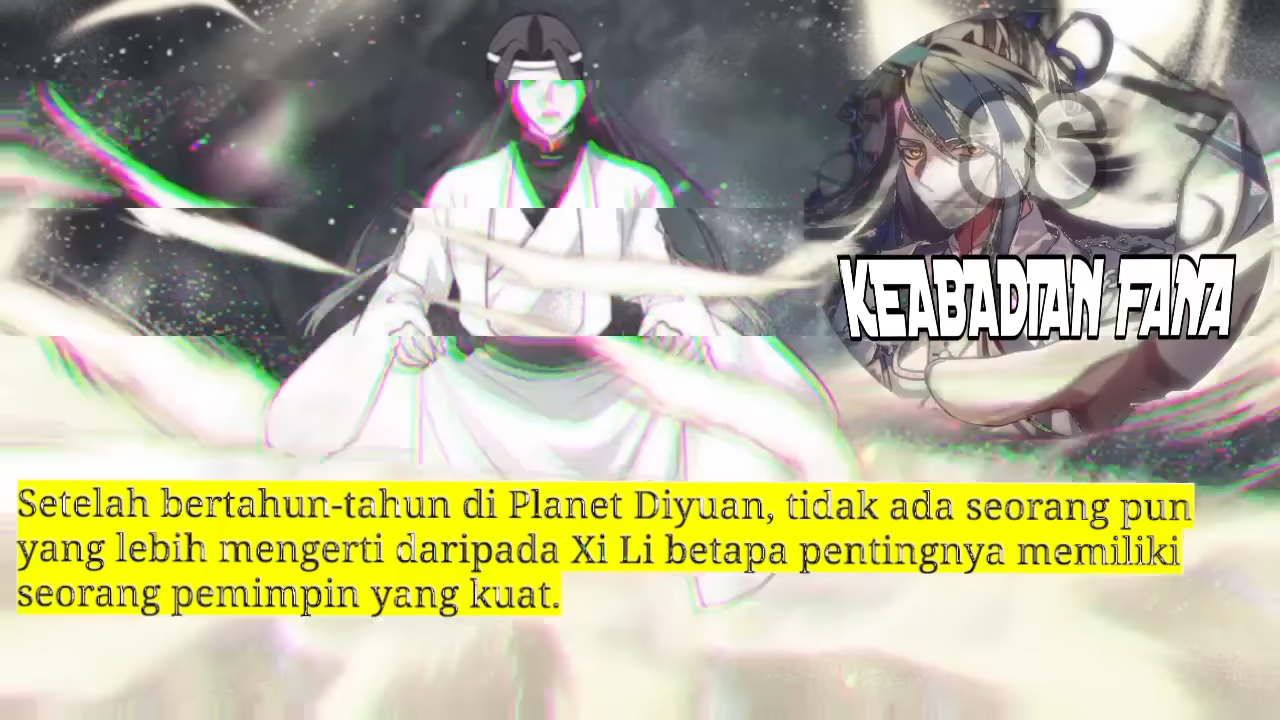 KEABADIAN FANA
Setelah bertahun-tahun di Planet Diyuan, tidak ada seorang pun
yang lebih mengerti daripada Xi Li betapa pentingnya memiliki
seorang pemimpin yang kuat.